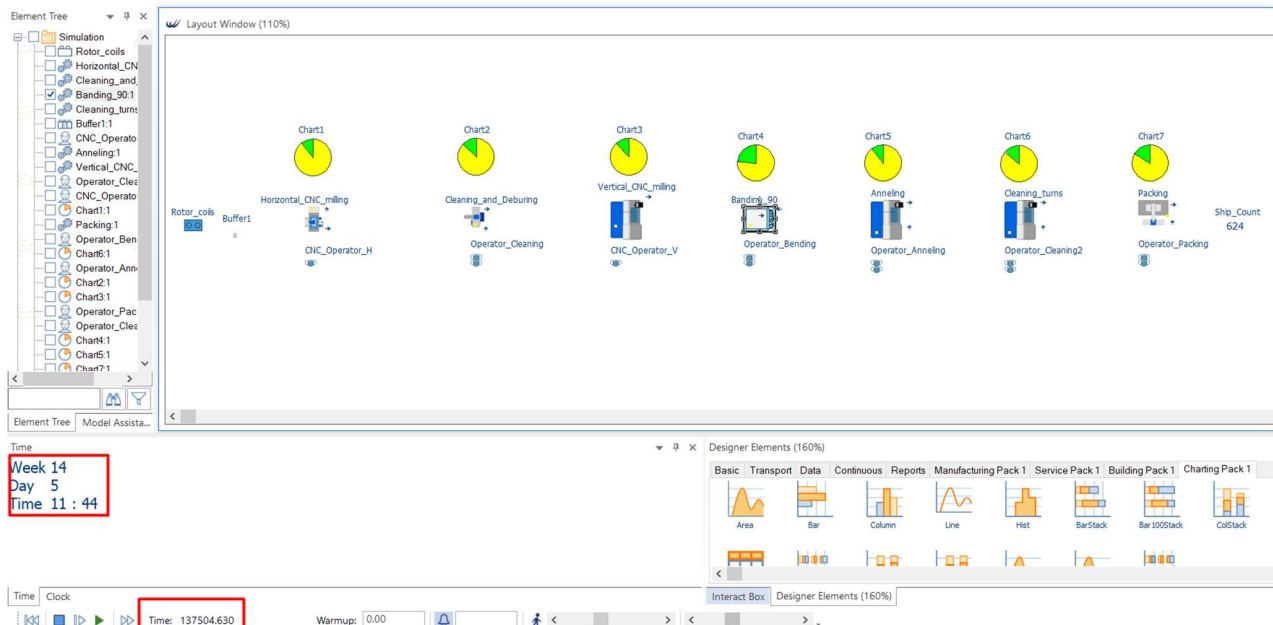 Element Tree
Simulation
Rotor_coils
Horizontal_CN
Cleaning_and_
Banding_90:1
Cleaning_turns
Buffer1:1
CNC_Operato
Anneling:1
Vertical_CNC_
Operator_Clea
CNC_Operato
Chart1:1
Packing:1
Operator_Ben
Chart6:1
Operator_Ann
Chart2:1
Chart3:1
Operator_Pac
Operator_Clea
Chart4:1
Chart5:1
Chart7:1
Element Tree Model Assista...
Layout Window (110%)
Chart1 Chart2 Chart3 Chart4 Chart5 Chart6 Chart7
Rotor_coils Buffer1 Horizontal_CNC_milling Cleaning_and_Deburing Vertical_CNC_milling Banding_90 Anneling Cleaning_turns Packing
0
CNC_Operator_H Operator_Cleaning CNC_Operator_V Operator_Bending Operator_Anneling Operator_Cleaning2 Operator_Packing
Ship_Count
624
Time
Week 14
Day 5
Time 11 : 44
Time Clock
Designer Elements (160%)
Basic Transport Data Continuous Reports Manufacturing Pack 1 Service Pack 1 Building Pack 1 Charting Pack 1
Area Bar Column Line Hist BarStack Bar100Stack ColStack
Interact Box Designer Elements (160%)
Time: 137504.630 Warmup: 0.00